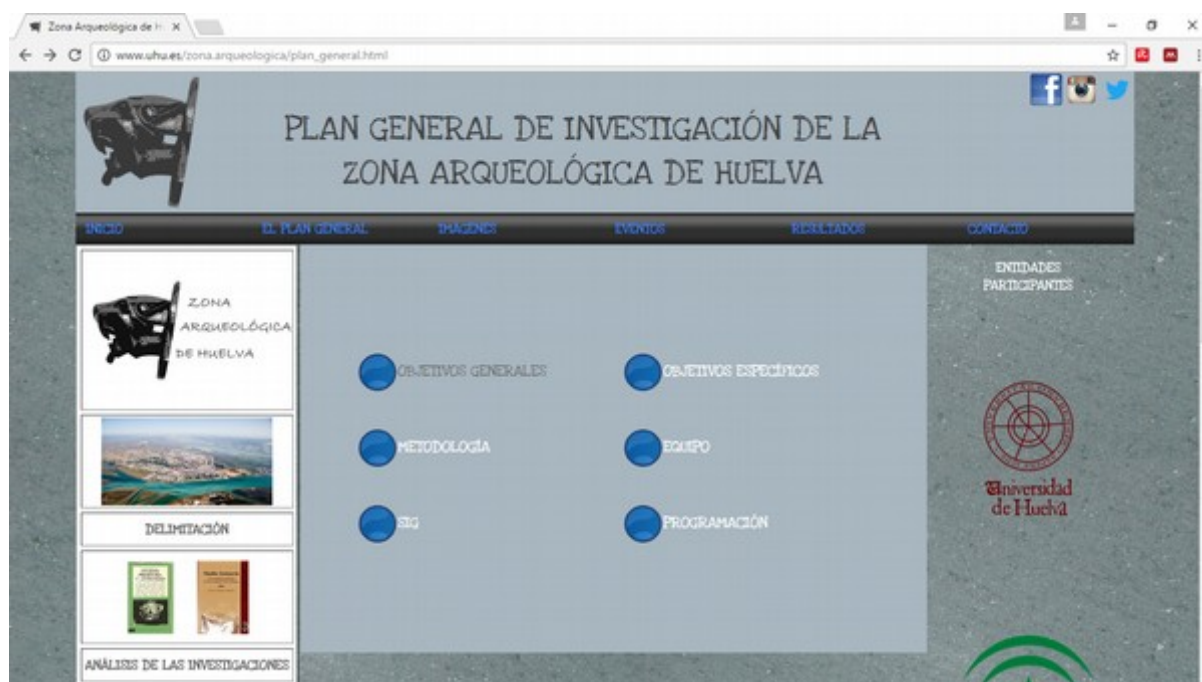 Zona Arqueológica de H
www.uhu.es/zona.arqueologica/plan_general.html
PLAN GENERAL DE INVESTIGACIÓN DE LA
ZONA ARQUEOLÓGICA DE HUELVA
INICIO EL PLAN GENERAL IMAGENES EVENTOS RESULTADOS CONTACTO
ZONA
ARQUEOLÓGICA
DE HUELVA
DELIMITACIÓN
ANÁLISIS DE LAS INVESTIGACIONES
OBJETIVOS GENERALES
OBJETIVOS ESPECÍFICOS
METODOLOGÍA
EQUIPO
SIG
PROGRAMACIÓN
ENTIDADES
PARTICIPANTES
Universidad
de Huelva